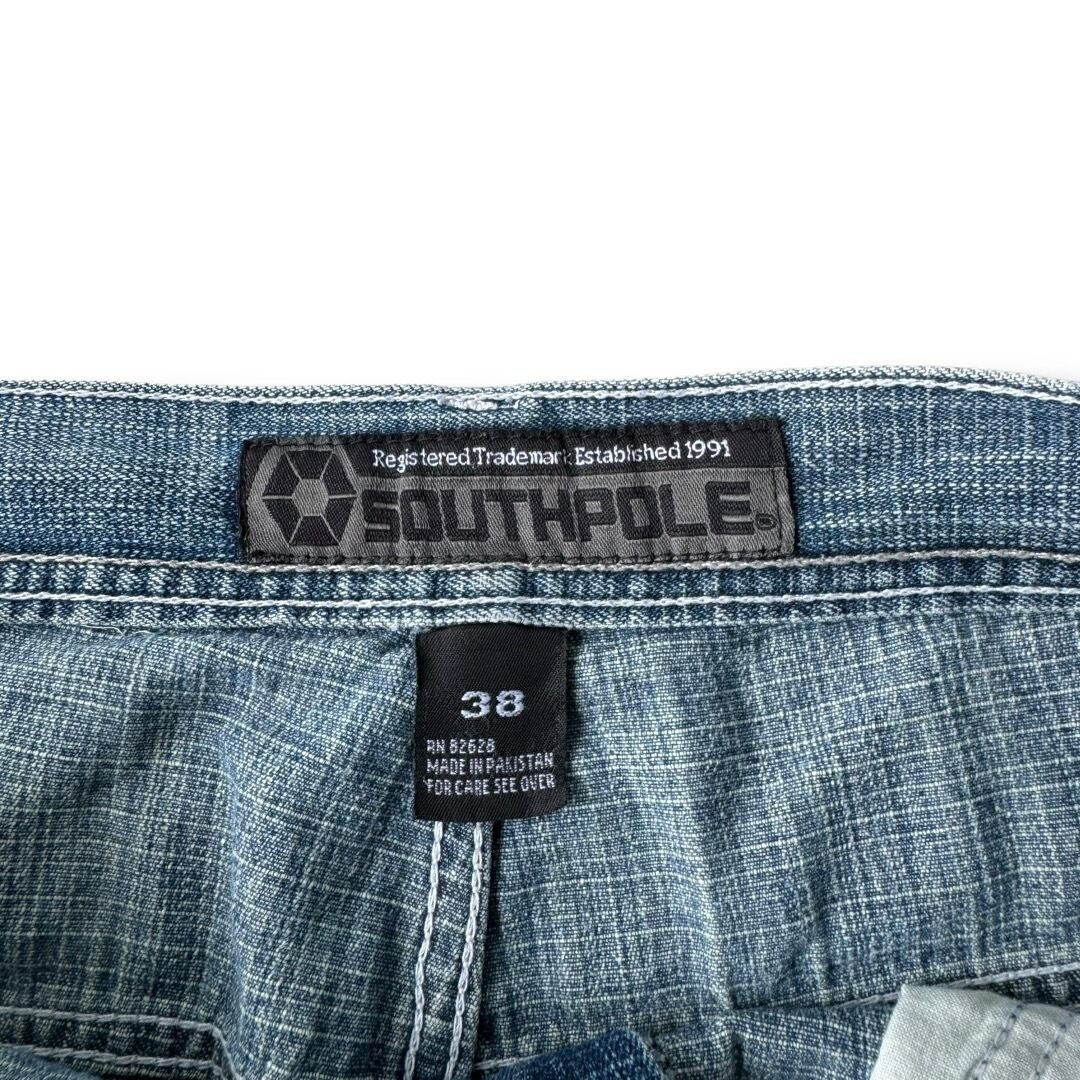 Registered Trademark Established 1991
SOUTHPOLE®
38
RN 82628
MADE IN PAKISTAN
FOR CARE SEE OVER